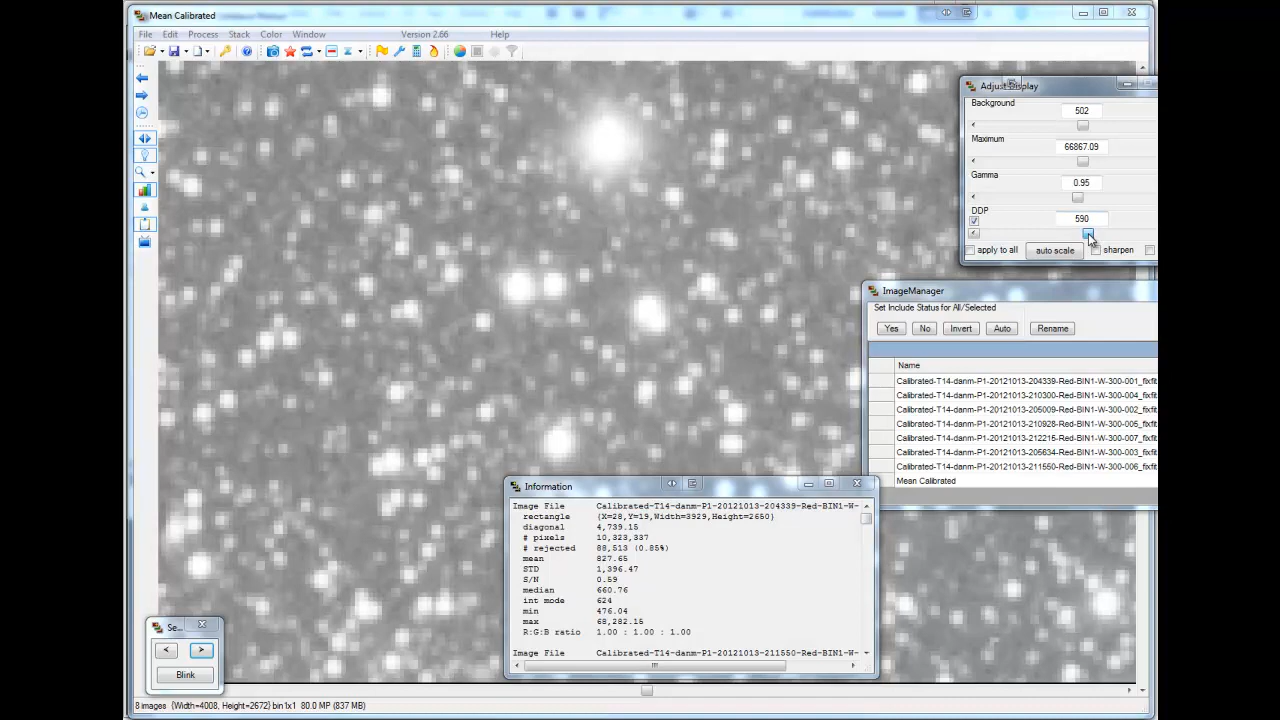 Mean Calibrated
File Edit Process Stack Color Window Version 2.66 Help
Adjust Display
Background
502
Maximum
66867.09
Gamma
0.95
DDP
590
apply to all auto scale sharpen
ImageManager
Set Include Status for All/Selected
Yes No Invert Auto Rename
Name
Calibrated-T14-danm-P1-20121013-204339-Red-BIN1-W-300-001_fixfit
Calibrated-T14-danm-P1-20121013-210300-Red-BIN1-W-300-004_fixfit
Calibrated-T14-danm-P1-20121013-205009-Red-BIN1-W-300-002_fixfit
Calibrated-T14-danm-P1-20121013-210928-Red-BIN1-W-300-005_fixfit
Calibrated-T14-danm-P1-20121013-212215-Red-BIN1-W-300-007_fixfit
Calibrated-T14-danm-P1-20121013-205634-Red-BIN1-W-300-003_fixfit
Calibrated-T14-danm-P1-20121013-211550-Red-BIN1-W-300-006_fixfit
Mean Calibrated
Information
Image File Calibrated-T14-danm-P1-20121013-204339-Red-BIN1-W-
rectangle {X=28,Y=19,Width=3929,Height=2650}
diagonal 4,739.15
# pixels 10,323,337
# rejected 88,513 (0.85%)
mean 827.65
STD 1,396.47
S/N 0.59
median 660.76
int mode 624
min 476.04
max 68,282.15
R:G:B ratio 1.00 : 1.00 : 1.00
Image File Calibrated-T14-danm-P1-20121013-211550-Red-BIN1-W-
Se...
< >
Blink
8 images {Width=4008, Height=2672} bin1x1 80.0 MP (837 MB)